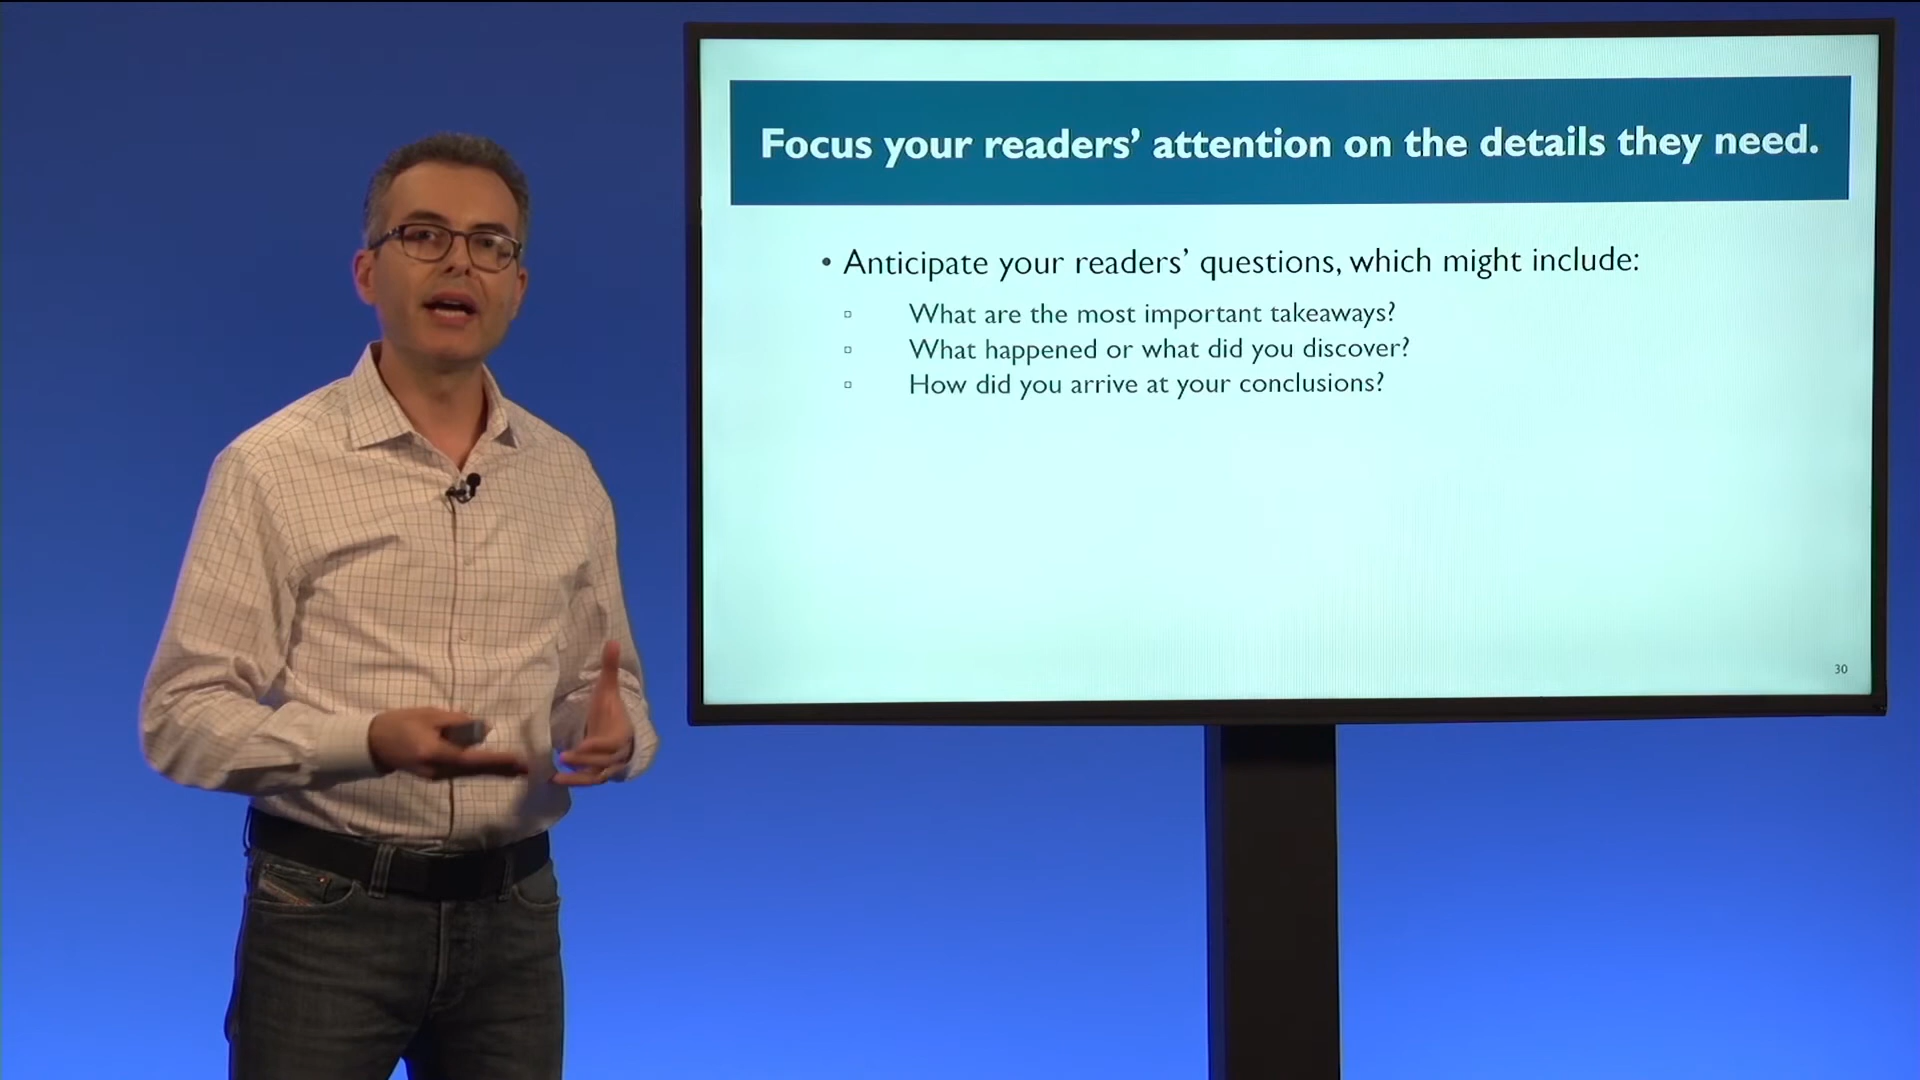 Focus your readers’ attention on the details they need.
• Anticipate your readers’ questions, which might include:
▫ What are the most important takeaways?
▫ What happened or what did you discover?
▫ How did you arrive at your conclusions?
30